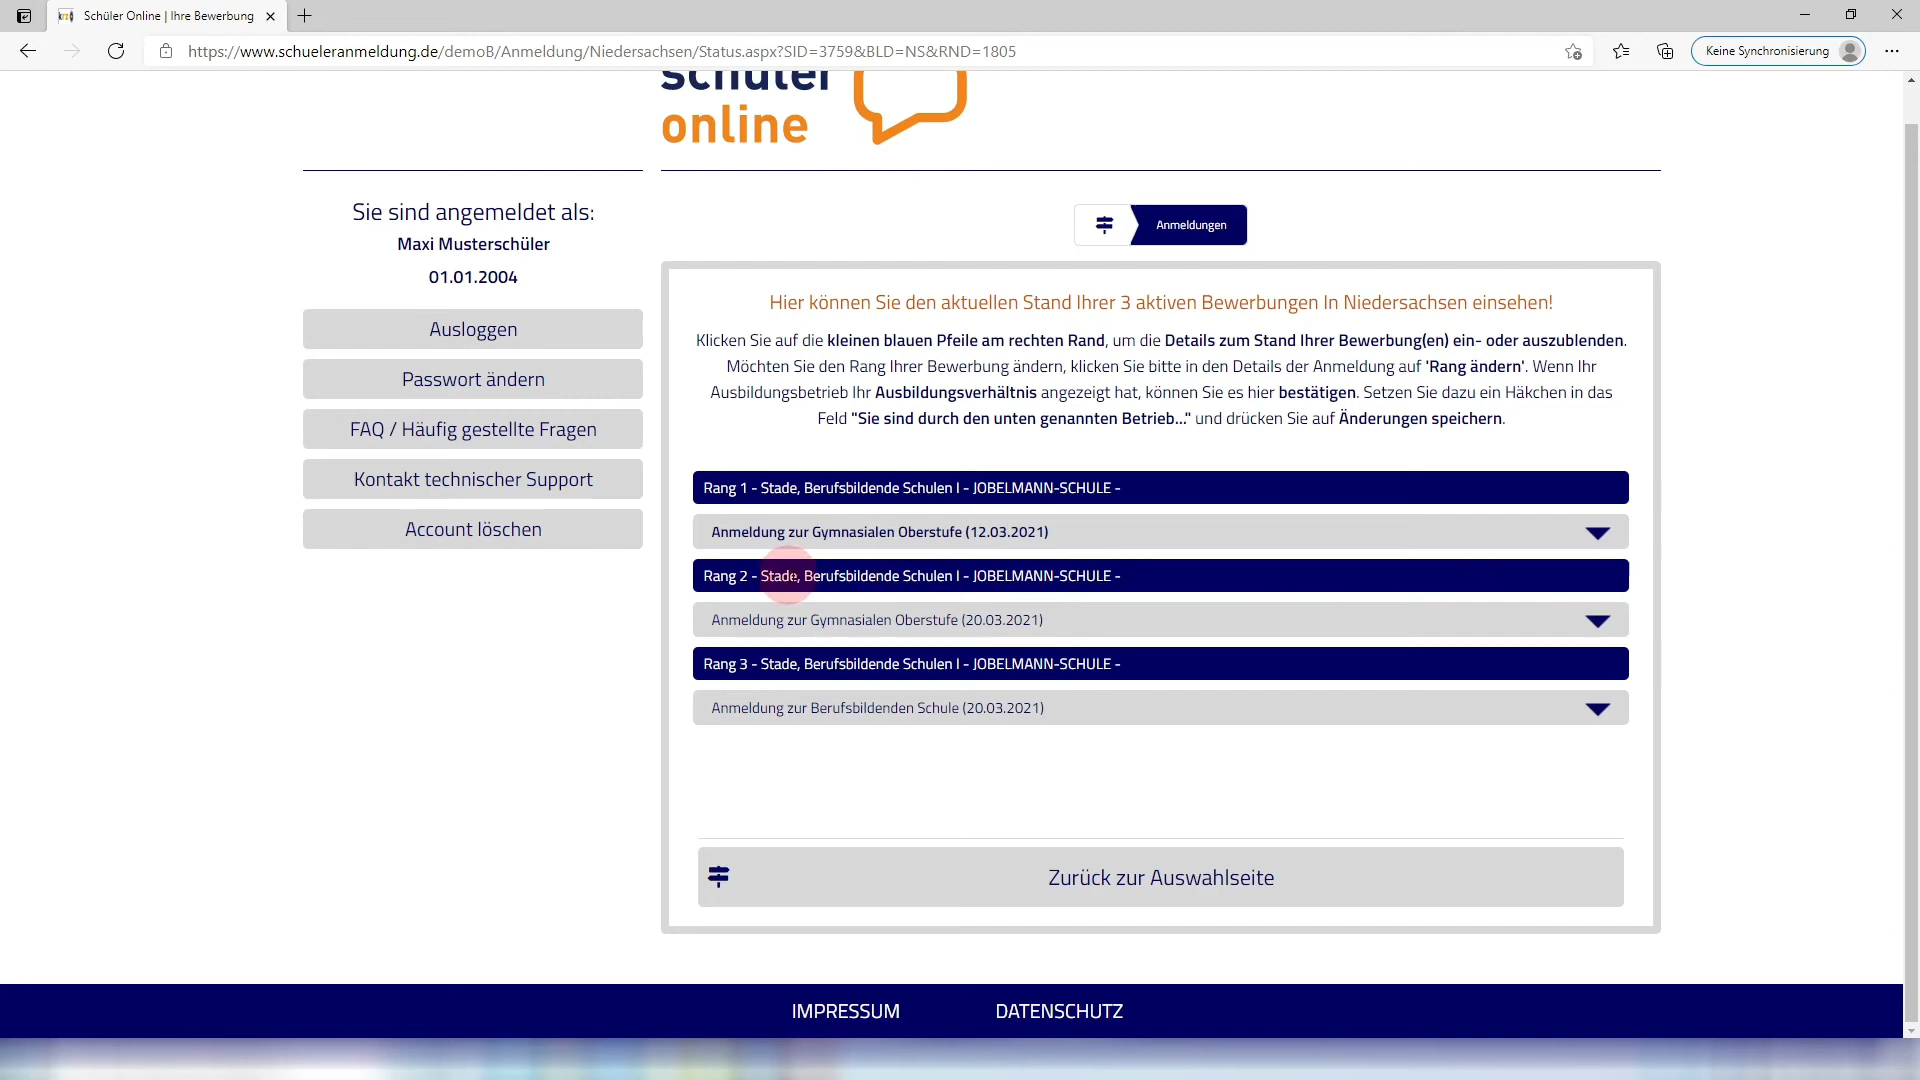 Schüler Online | Ihre Bewerbung
https://www.schueleranmeldung.de/demoB/Anmeldung/Niedersachsen/Status.aspx?SID=3759&BLD=NS&RND=1805
Keine Synchronisierung
schüler
online
Sie sind angemeldet als:
Maxi Musterschüler
01.01.2004
Ausloggen
Passwort ändern
FAQ / Häufig gestellte Fragen
Kontakt technischer Support
Account löschen
Anmeldungen
Hier können Sie den aktuellen Stand Ihrer 3 aktiven Bewerbungen In Niedersachsen einsehen!
Klicken Sie auf die kleinen blauen Pfeile am rechten Rand, um die Details zum Stand Ihrer Bewerbung(en) ein- oder auszublenden.
Möchten Sie den Rang Ihrer Bewerbung ändern, klicken Sie bitte in den Details der Anmeldung auf 'Rang ändern'. Wenn Ihr
Ausbildungsbetrieb Ihr Ausbildungsverhältnis angezeigt hat, können Sie es hier bestätigen. Setzen Sie dazu ein Häkchen in das
Feld "Sie sind durch den unten genannten Betrieb..." und drücken Sie auf Änderungen speichern.
Rang 1 - Stade, Berufsbildende Schulen I - JOBELMANN-SCHULE -
Anmeldung zur Gymnasialen Oberstufe (12.03.2021)
Rang 2 - Stade, Berufsbildende Schulen I - JOBELMANN-SCHULE -
Anmeldung zur Gymnasialen Oberstufe (20.03.2021)
Rang 3 - Stade, Berufsbildende Schulen I - JOBELMANN-SCHULE -
Anmeldung zur Berufsbildenden Schule (20.03.2021)
Zurück zur Auswahlseite
IMPRESSUM
DATENSCHUTZ